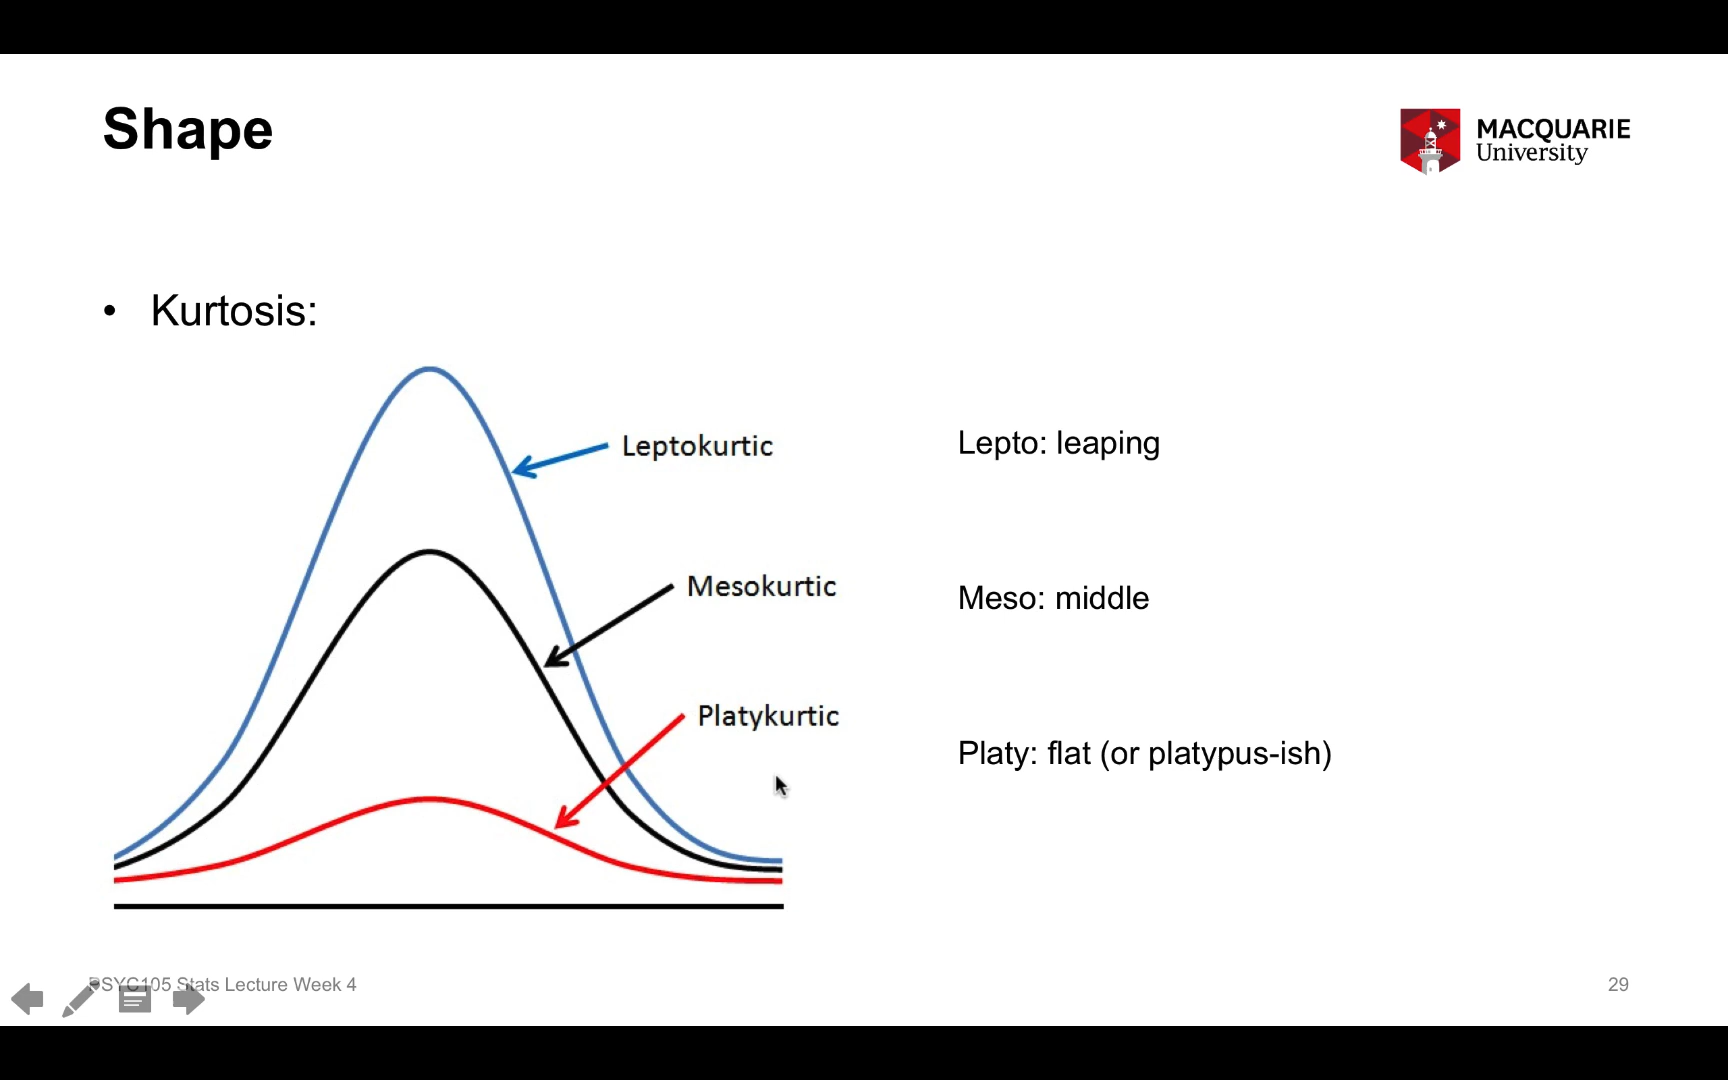 Shape
MACQUARIE
University
• Kurtosis:
Leptokurtic
Lepto: leaping
Mesokurtic
Meso: middle
Platykurtic
Platy: flat (or platypus-ish)
PSYC105 Stats Lecture Week 4
29